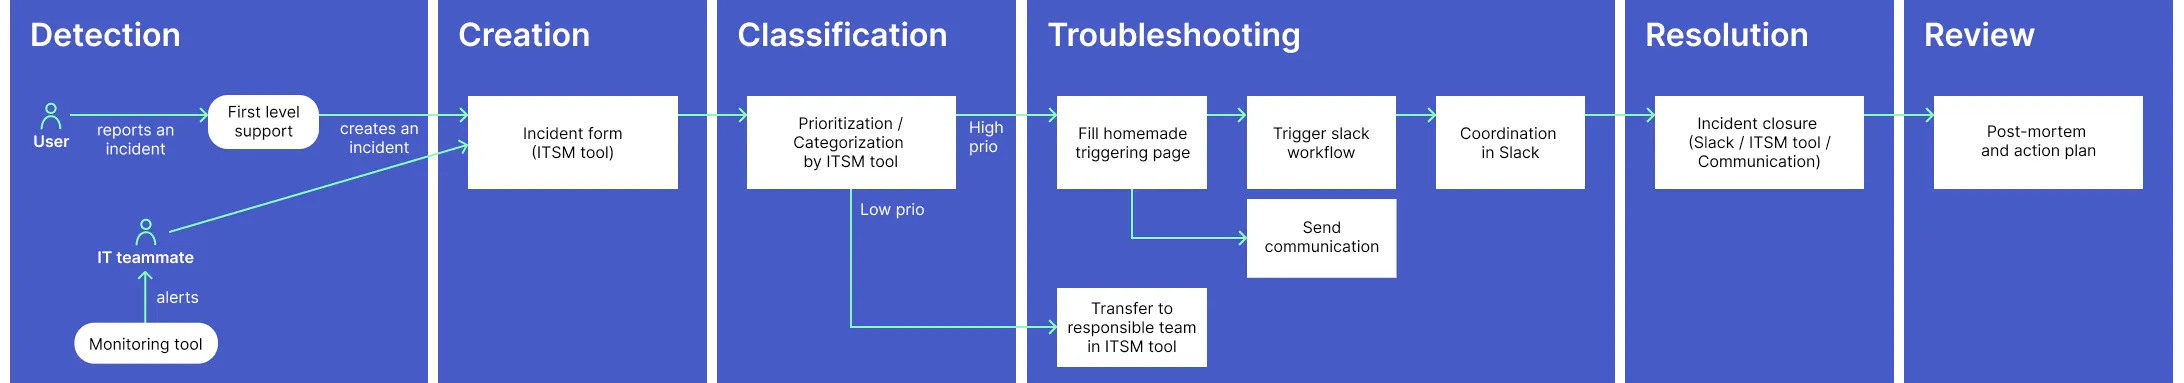 Detection
User
reports an
incident
First level
support
creates an
incident
IT teammate
alerts
Monitoring tool
Creation
Incident form
(ITSM tool)
Classification
Prioritization /
Categorization
by ITSM tool
High
prio
Low prio
Troubleshooting
Fill homemade
triggering page
Trigger slack
workflow
Coordination
in Slack
Send
communication
Transfer to
responsible team
in ITSM tool
Resolution
Incident closure
(Slack / ITSM tool /
Communication)
Review
Post-mortem
and action plan